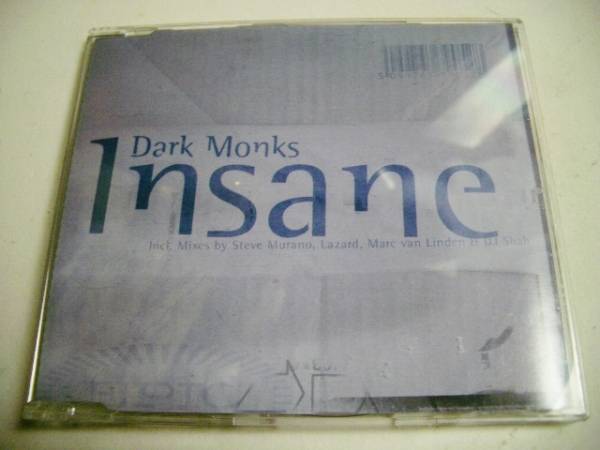 Dark Monks
Insane
Incl. Mixes by Steve Murano, Lazard, Marc van Linden & DJ Shah